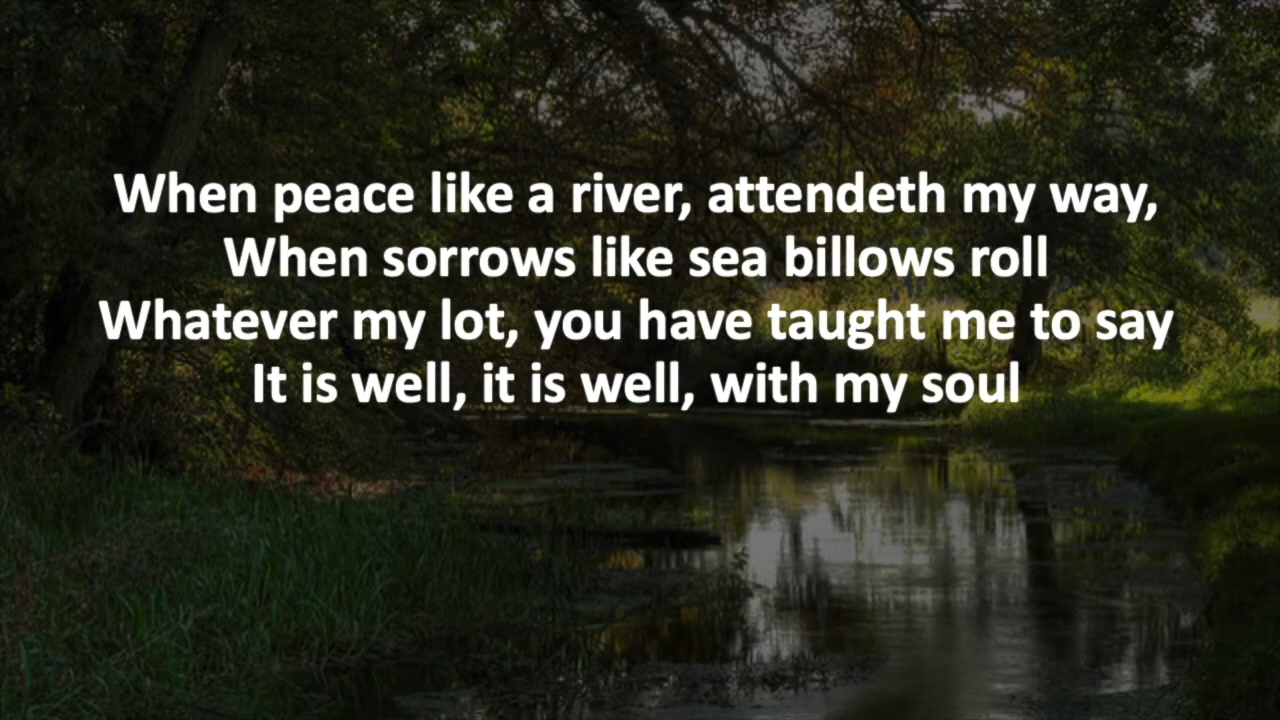 When peace like a river, attendeth my way,
When sorrows like sea billows roll
Whatever my lot, you have taught me to say
It is well, it is well, with my soul